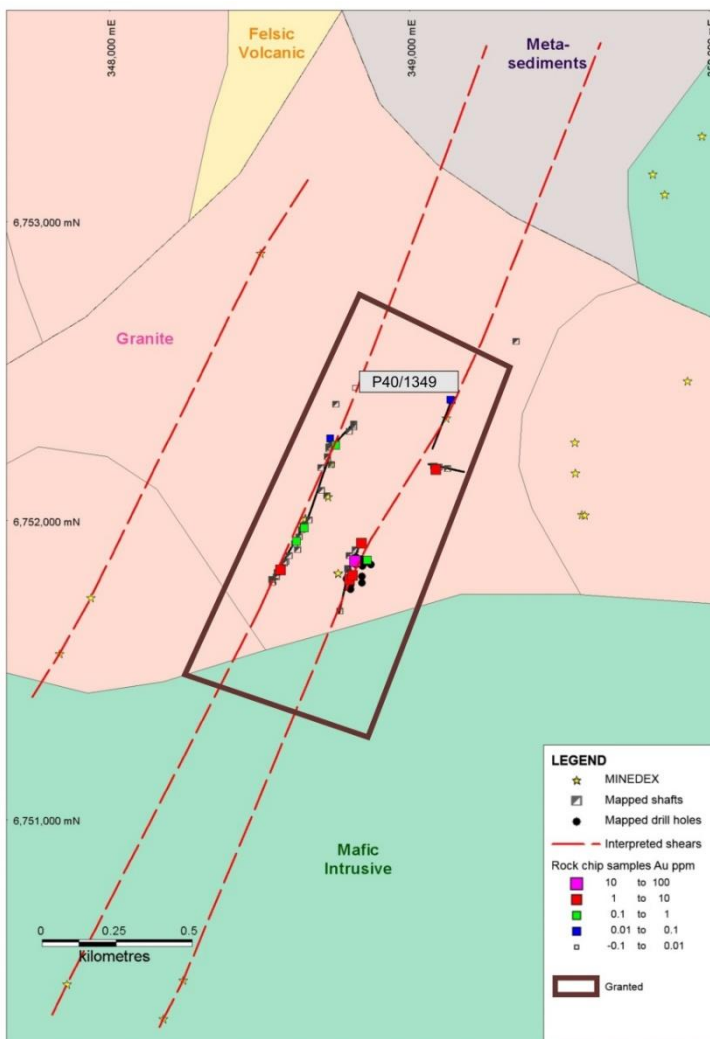 348,000 mE
349,000 mE
Felsic
Volcanic
Meta-
sediments
6,753,000 mN
Granite
P40/1349
6,752,000 mN
6,751,000 mN
Mafic
Intrusive
0 0.25 0.5
kilometres
LEGEND
MINEDEX
Mapped shafts
Mapped drill holes
Interpreted shears
Rock chip samples Au ppm
10 to 100
1 to 10
0.1 to 1
0.01 to 0.1
-0.1 to 0.01
Granted